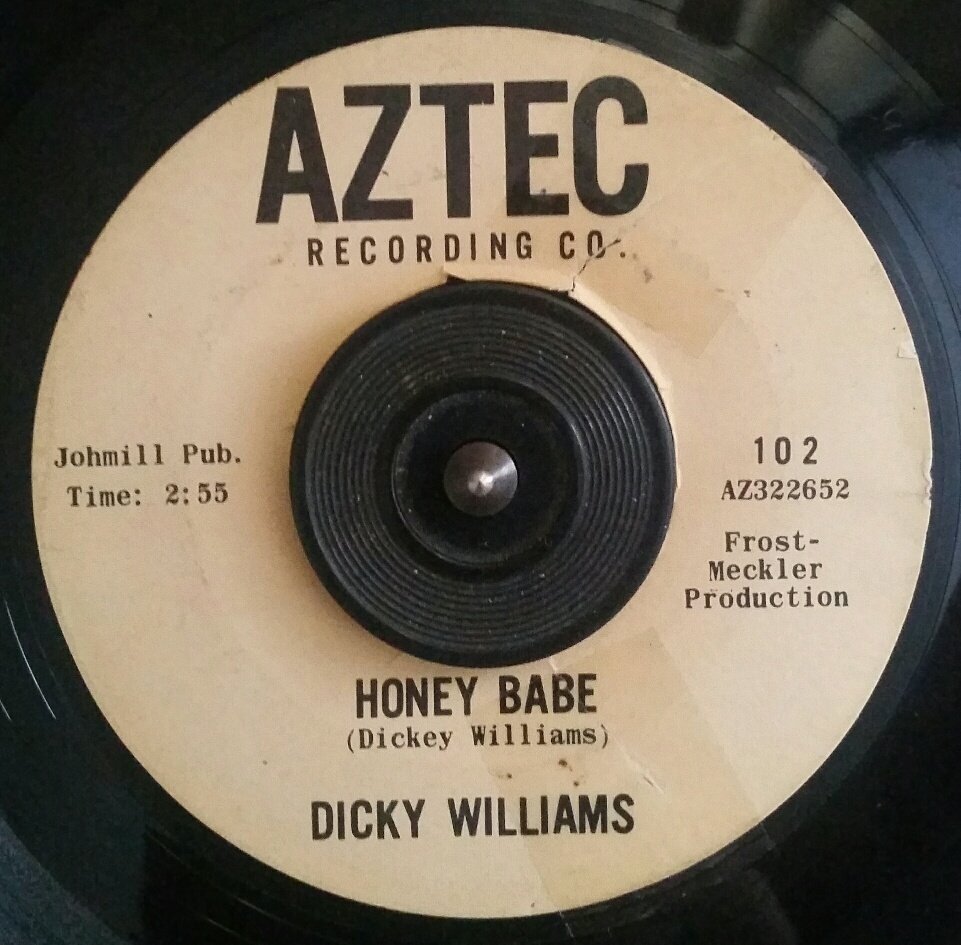 AZTEC
RECORDING CO.
Johmill Pub.
Time: 2:55
102
AZ322652
Frost-
Meckler
Production
HONEY BABE
(Dickey Williams)
DICKY WILLIAMS